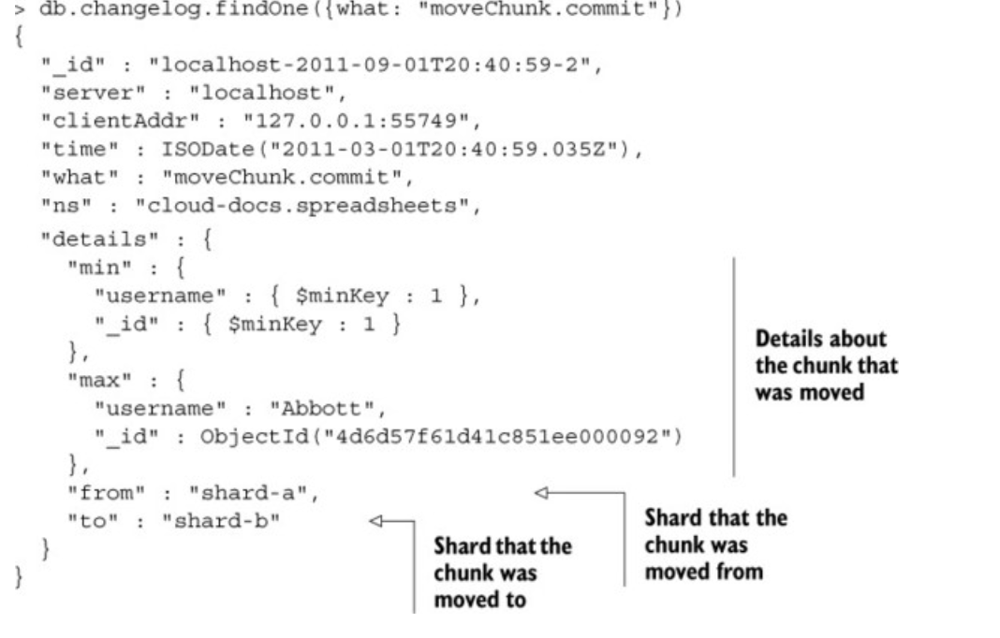 > db.changelog.findOne({what: "moveChunk.commit"})
{
"_id" : "localhost-2011-09-01T20:40:59-2",
"server" : "localhost",
"clientAddr" : "127.0.0.1:55749",
"time" : ISODate("2011-03-01T20:40:59.035Z"),
"what" : "moveChunk.commit",
"ns" : "cloud-docs.spreadsheets",
"details" : {
"min" : {
"username" : { $minKey : 1 },
"_id" : { $minKey : 1 }
},
"max" : {
"username" : "Abbott",
"_id" : ObjectId("4d6d57f61d41c851ee000092")
},
"from" : "shard-a",
"to" : "shard-b"
}
}
Details about
the chunk that
was moved
Shard that the
chunk was
moved from
Shard that the
chunk was
moved to